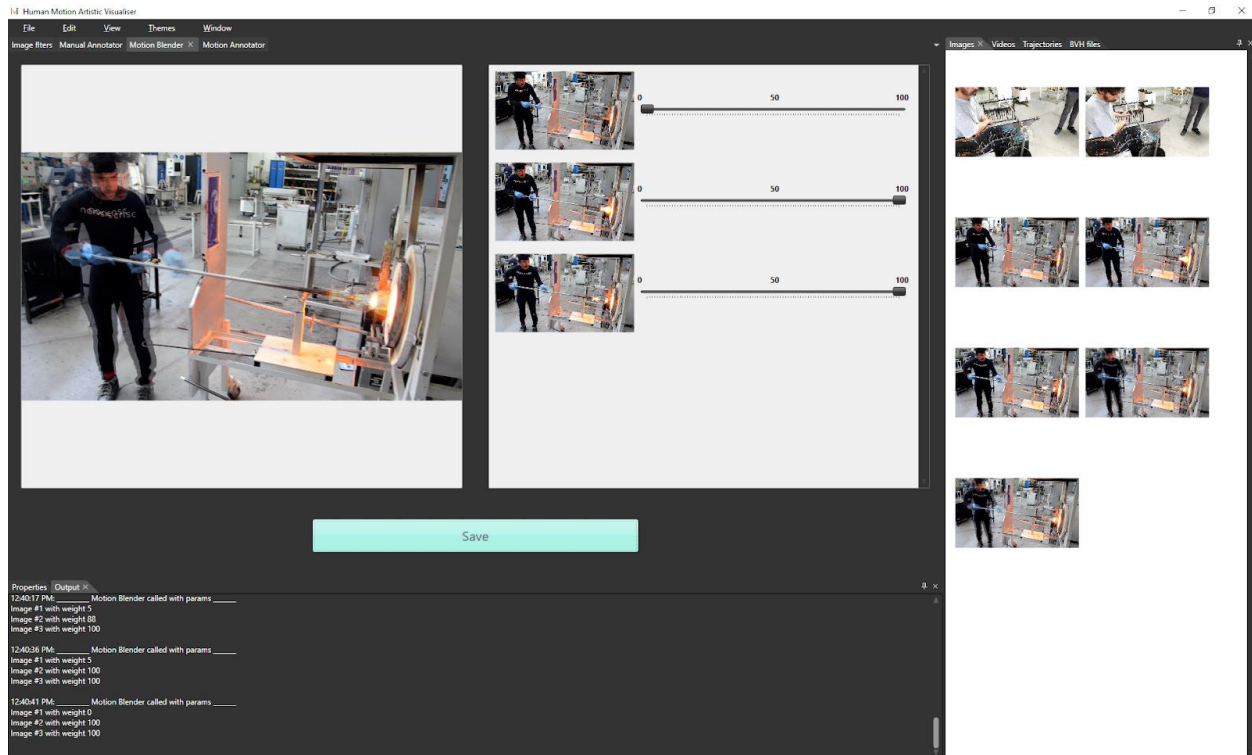 Human Motion Artistic Visualiser
File Edit View Themes Window
Image flters Manual Annotator Motion Blender Motion Annotator
Images Videos Trajectories BVH files
0 50 100
0 50 100
0 50 100
Save
Properties Output
12:40:17 PM: ________ Motion Blender called with params ______
Image #1 with weight 5
Image #2 with weight 88
Image #3 with weight 100
12:40:36 PM: ________ Motion Blender called with params ______
Image #1 with weight 5
Image #2 with weight 100
Image #3 with weight 100
12:40:41 PM: ________ Motion Blender called with params ______
Image #1 with weight 0
Image #2 with weight 100
Image #3 with weight 100